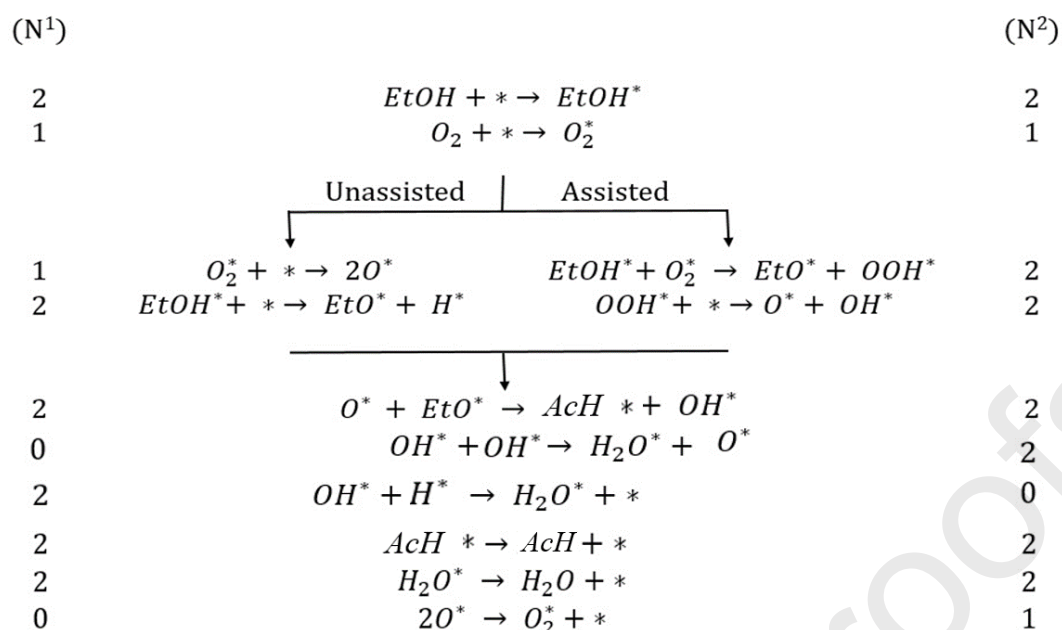 (N¹) (N²)
2 EtOH + * → EtOH* 2
1 O₂ + * → O₂* 1
Unassisted Assisted
1 O₂* + * → 2O* EtOH* + O₂* → EtO* + OOH* 2
2 EtOH* + * → EtO* + H* OOH* + * → O* + OH* 2
2 O* + EtO* → AcH * + OH* 2
0 OH* + OH* → H₂O* + O* 2
2 OH* + H* → H₂O* + * 0
2 AcH * → AcH + * 2
2 H₂O* → H₂O + * 2
0 2O* → O₂* + * 1